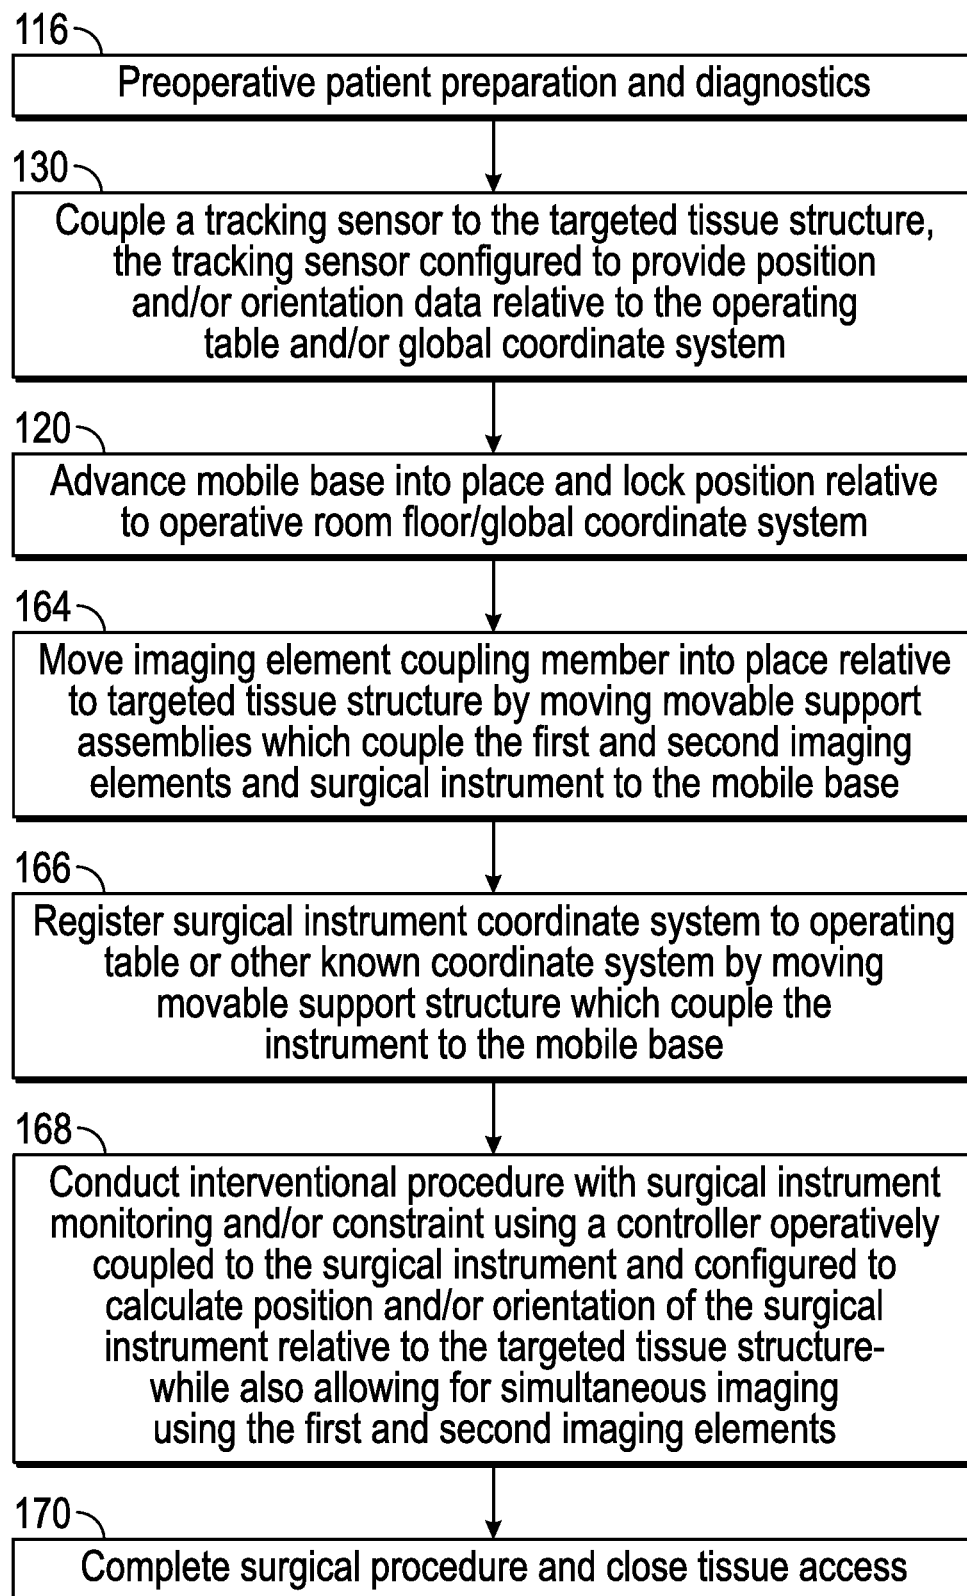 116
Preoperative patient preparation and diagnostics
130
Couple a tracking sensor to the targeted tissue structure,
the tracking sensor configured to provide position
and/or orientation data relative to the operating
table and/or global coordinate system
120
Advance mobile base into place and lock position relative
to operative room floor/global coordinate system
164
Move imaging element coupling member into place relative
to targeted tissue structure by moving movable support
assemblies which couple the first and second imaging
elements and surgical instrument to the mobile base
166
Register surgical instrument coordinate system to operating
table or other known coordinate system by moving
movable support structure which couple the
instrument to the mobile base
168
Conduct interventional procedure with surgical instrument
monitoring and/or constraint using a controller operatively
coupled to the surgical instrument and configured to
calculate position and/or orientation of the surgical
instrument relative to the targeted tissue structure-
while also allowing for simultaneous imaging
using the first and second imaging elements
170
Complete surgical procedure and close tissue access